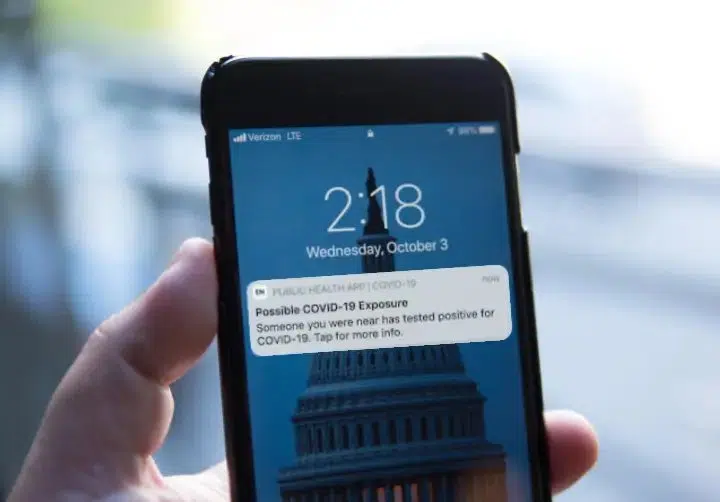 Verizon LTE 98%
2:18
Wednesday, October 3
EN PUBLIC HEALTH APP | COVID-19 now
Possible COVID-19 Exposure
Someone you were near has tested positive for
COVID-19. Tap for more info.